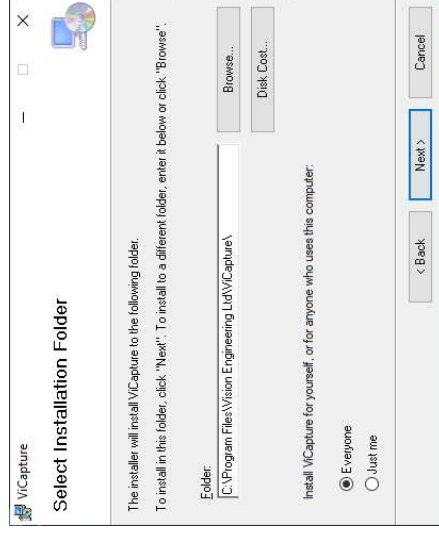 ViCapture
Select Installation Folder
The installer will install ViCapture to the following folder.
To install in this folder, click "Next". To install to a different folder, enter it below or click "Browse".
Folder:
C:\Program Files\Vision Engineering Ltd\ViCapture\
Browse...
Disk Cost...
Install ViCapture for yourself, or for anyone who uses this computer:
Everyone
Just me
< Back
Next >
Cancel